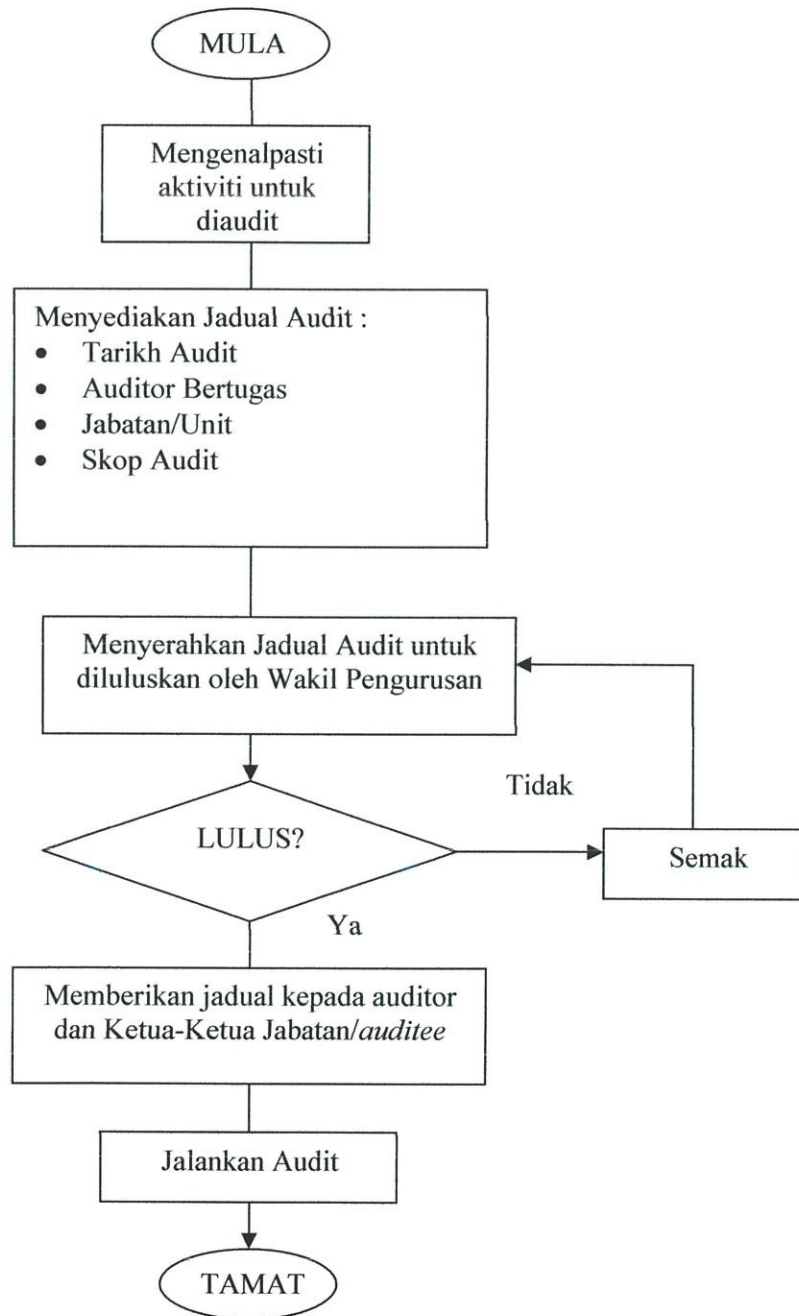 MULA
Mengenalpasti
aktiviti untuk
diaudit
Menyediakan Jadual Audit :
• Tarikh Audit
• Auditor Bertugas
• Jabatan/Unit
• Skop Audit
Menyerahkan Jadual Audit untuk
diluluskan oleh Wakil Pengurusan
Tidak
LULUS?
Semak
Ya
Memberikan jadual kepada auditor
dan Ketua-Ketua Jabatan/auditee
Jalankan Audit
TAMAT